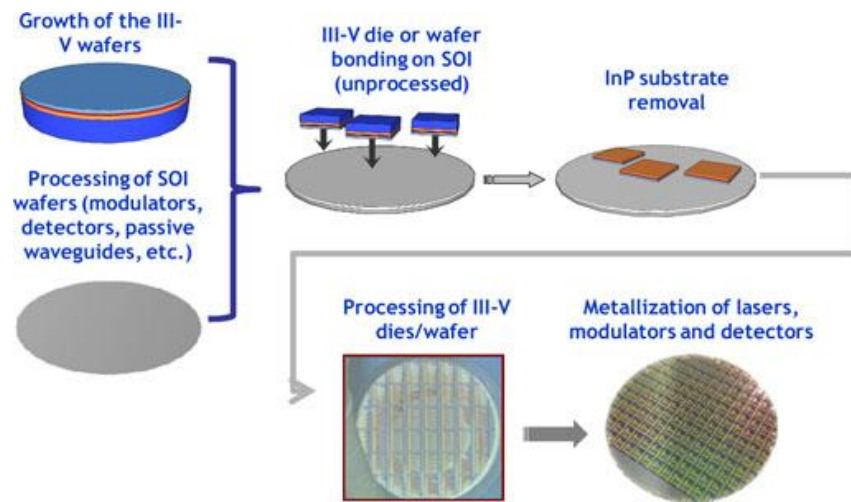 Growth of the III-
V wafers
Processing of SOI
wafers (modulators,
detectors, passive
waveguides, etc.)
III-V die or wafer
bonding on SOI
(unprocessed)
InP substrate
removal
Processing of III-V
dies/wafer
Metallization of lasers,
modulators and detectors